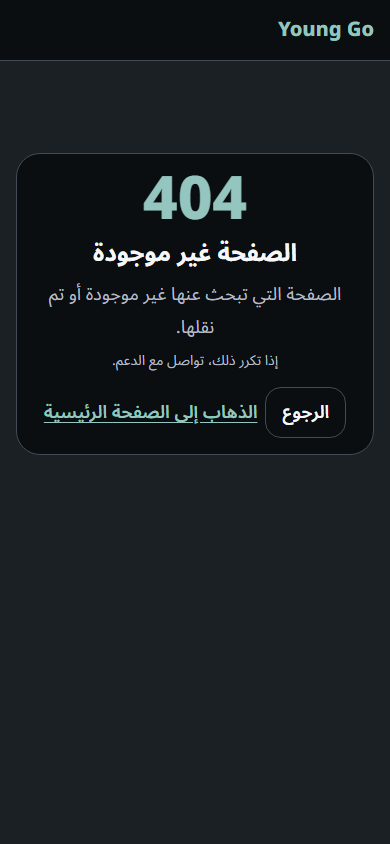 Young Go
404
الصفحة غير موجودة
الصفحة التي تبحث عنها غير موجودة أو تم
نقلها.
إذا تكرر ذلك، تواصل مع الدعم.
الرجوع
الذهاب إلى الصفحة الرئيسية